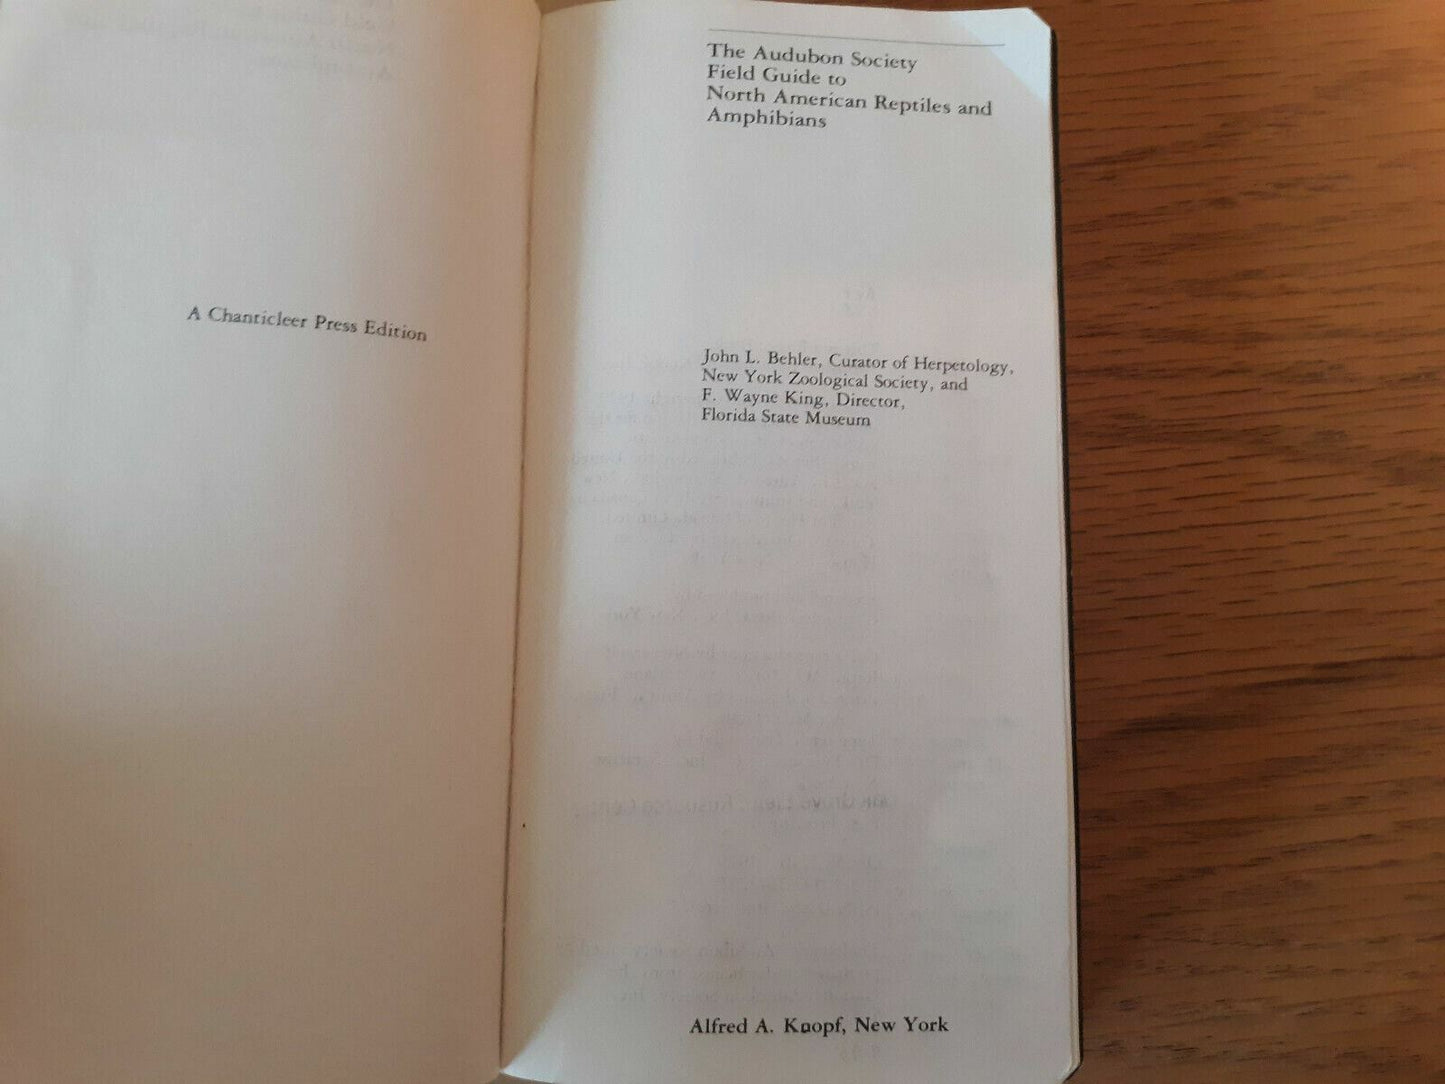 A Chanticleer Press Edition
The Audubon Society
Field Guide to
North American Reptiles and
Amphibians
John L. Behler, Curator of Herpetology,
New York Zoological Society, and
F. Wayne King, Director,
Florida State Museum
Alfred A. Knopf, New York